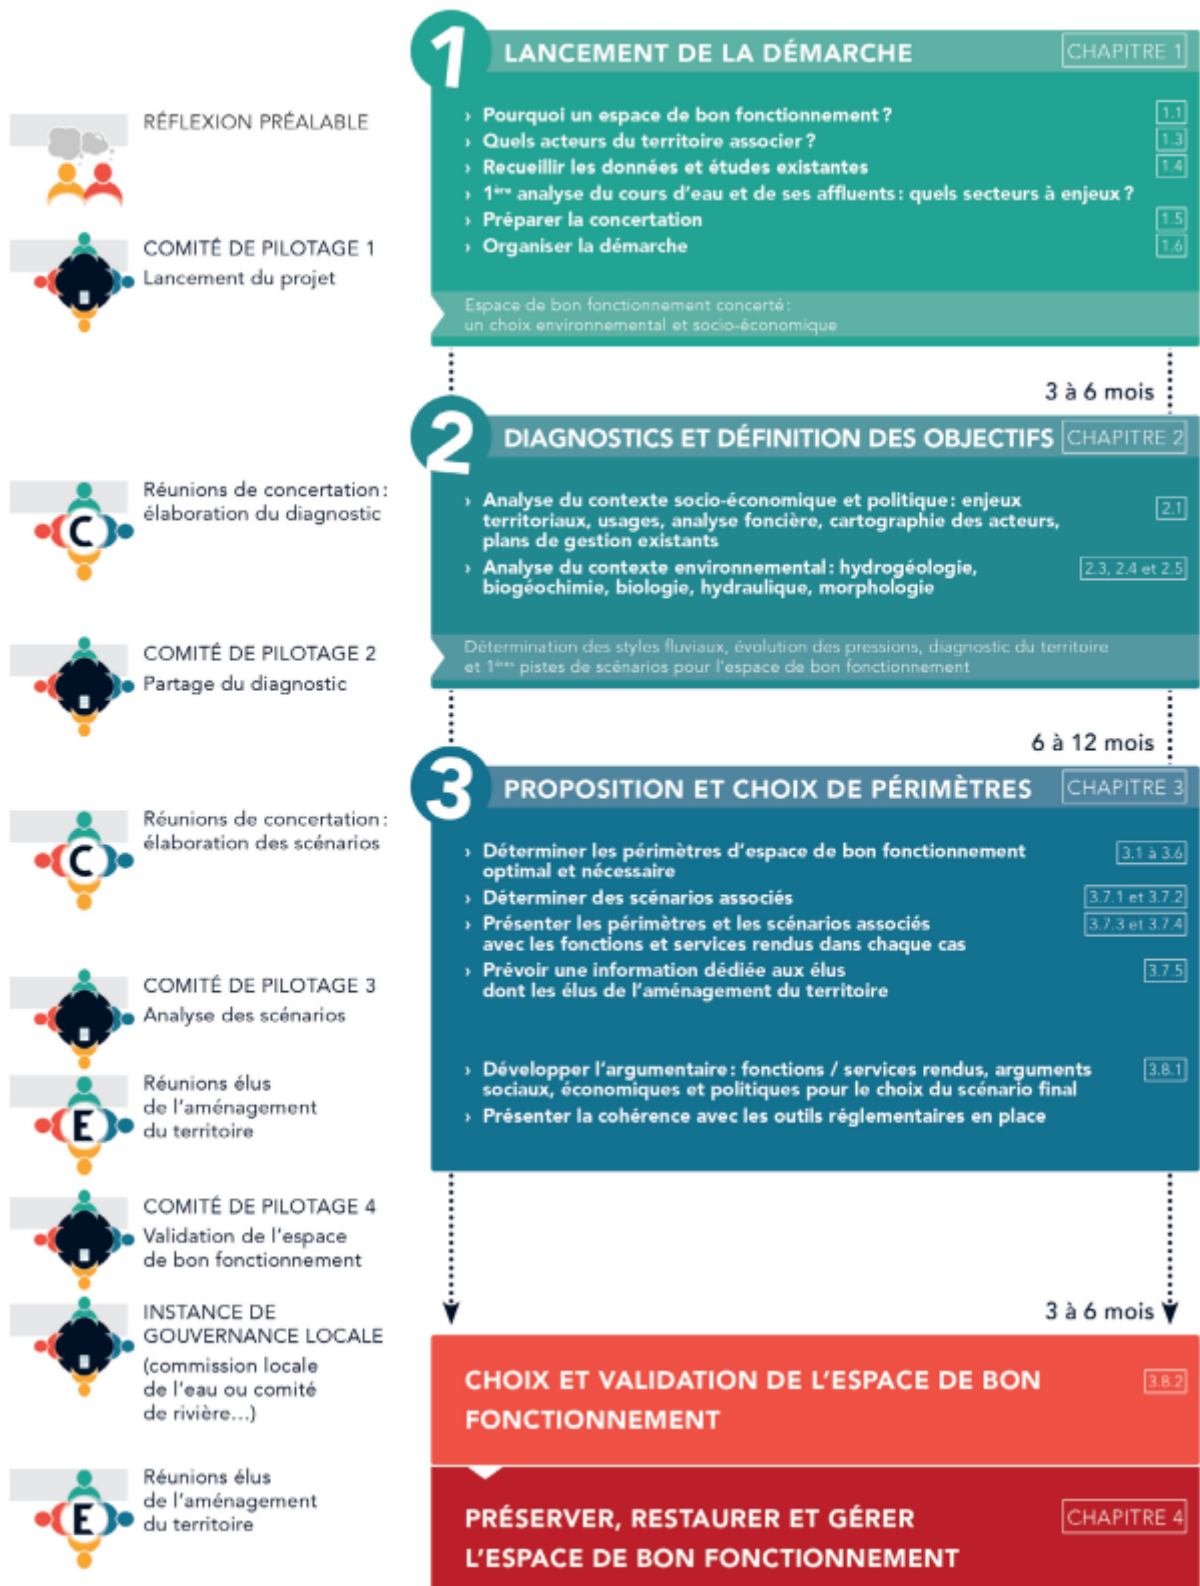 1
LANCEMENT DE LA DÉMARCHE
CHAPITRE 1
RÉFLEXION PRÉALABLE
› Pourquoi un espace de bon fonctionnement ?
1.1
› Quels acteurs du territoire associer ?
1.3
› Recueillir les données et études existantes
1.4
› 1ère analyse du cours d'eau et de ses affluents : quels secteurs à enjeux ?
› Préparer la concertation
1.5
› Organiser la démarche
1.6
COMITÉ DE PILOTAGE 1
Lancement du projet
Espace de bon fonctionnement concerté :
un choix environnemental et socio-économique
3 à 6 mois
2
DIAGNOSTICS ET DÉFINITION DES OBJECTIFS
CHAPITRE 2
C
Réunions de concertation :
élaboration du diagnostic
› Analyse du contexte socio-économique et politique : enjeux
territoriaux, usages, analyse foncière, cartographie des acteurs,
plans de gestion existants
2.1
› Analyse du contexte environnemental : hydrogéologie,
biogéochimie, biologie, hydraulique, morphologie
2.3, 2.4 et 2.5
COMITÉ DE PILOTAGE 2
Partage du diagnostic
Détermination des styles fluviaux, évolution des pressions, diagnostic du territoire
et 1ères pistes de scénarios pour l'espace de bon fonctionnement
6 à 12 mois
3
PROPOSITION ET CHOIX DE PÉRIMÈTRES
CHAPITRE 3
C
Réunions de concertation :
élaboration des scénarios
› Déterminer les périmètres d'espace de bon fonctionnement
optimal et nécessaire
3.1 à 3.6
› Déterminer des scénarios associés
3.7.1 et 3.7.2
› Présenter les périmètres et les scénarios associés
avec les fonctions et services rendus dans chaque cas
3.7.3 et 3.7.4
› Prévoir une information dédiée aux élus
dont les élus de l'aménagement du territoire
3.7.5
COMITÉ DE PILOTAGE 3
Analyse des scénarios
E
Réunions élus
de l'aménagement
du territoire
› Développer l'argumentaire : fonctions / services rendus, arguments
sociaux, économiques et politiques pour le choix du scénario final
3.8.1
› Présenter la cohérence avec les outils réglementaires en place
COMITÉ DE PILOTAGE 4
Validation de l'espace
de bon fonctionnement
INSTANCE DE
GOUVERNANCE LOCALE
(commission locale
de l'eau ou comité
de rivière...)
3 à 6 mois
CHOIX ET VALIDATION DE L'ESPACE DE BON
FONCTIONNEMENT
3.8.2
E
Réunions élus
de l'aménagement
du territoire
PRÉSERVER, RESTAURER ET GÉRER
L'ESPACE DE BON FONCTIONNEMENT
CHAPITRE 4